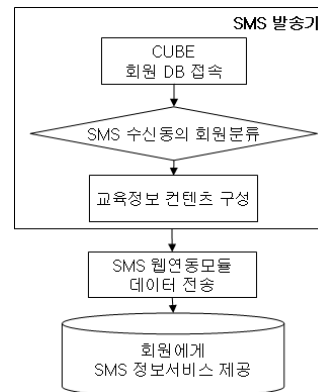 SMS 발송기
CUBE
회원 DB 접속
SMS 수신동의 회원분류
교육정보 컨텐츠 구성
SMS 웹연동모듈
데이터 전송
회원에게
SMS 정보서비스 제공